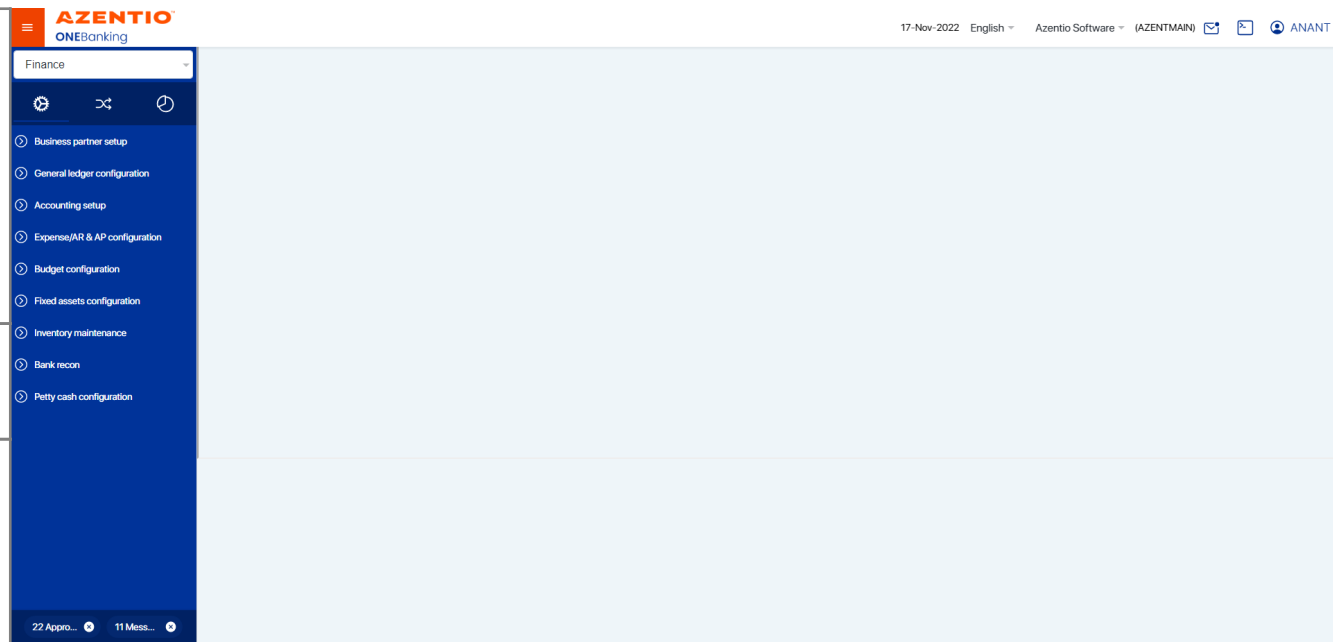 AZENTIO
ONEBanking
17-Nov-2022 English Azentio Software (AZENTMAIN) ANANT
Finance
Business partner setup
General ledger configuration
Accounting setup
Expense/AR & AP configuration
Budget configuration
Fixed assets configuration
Inventory maintenance
Bank recon
Petty cash configuration
22 Appro... 11 Mess...